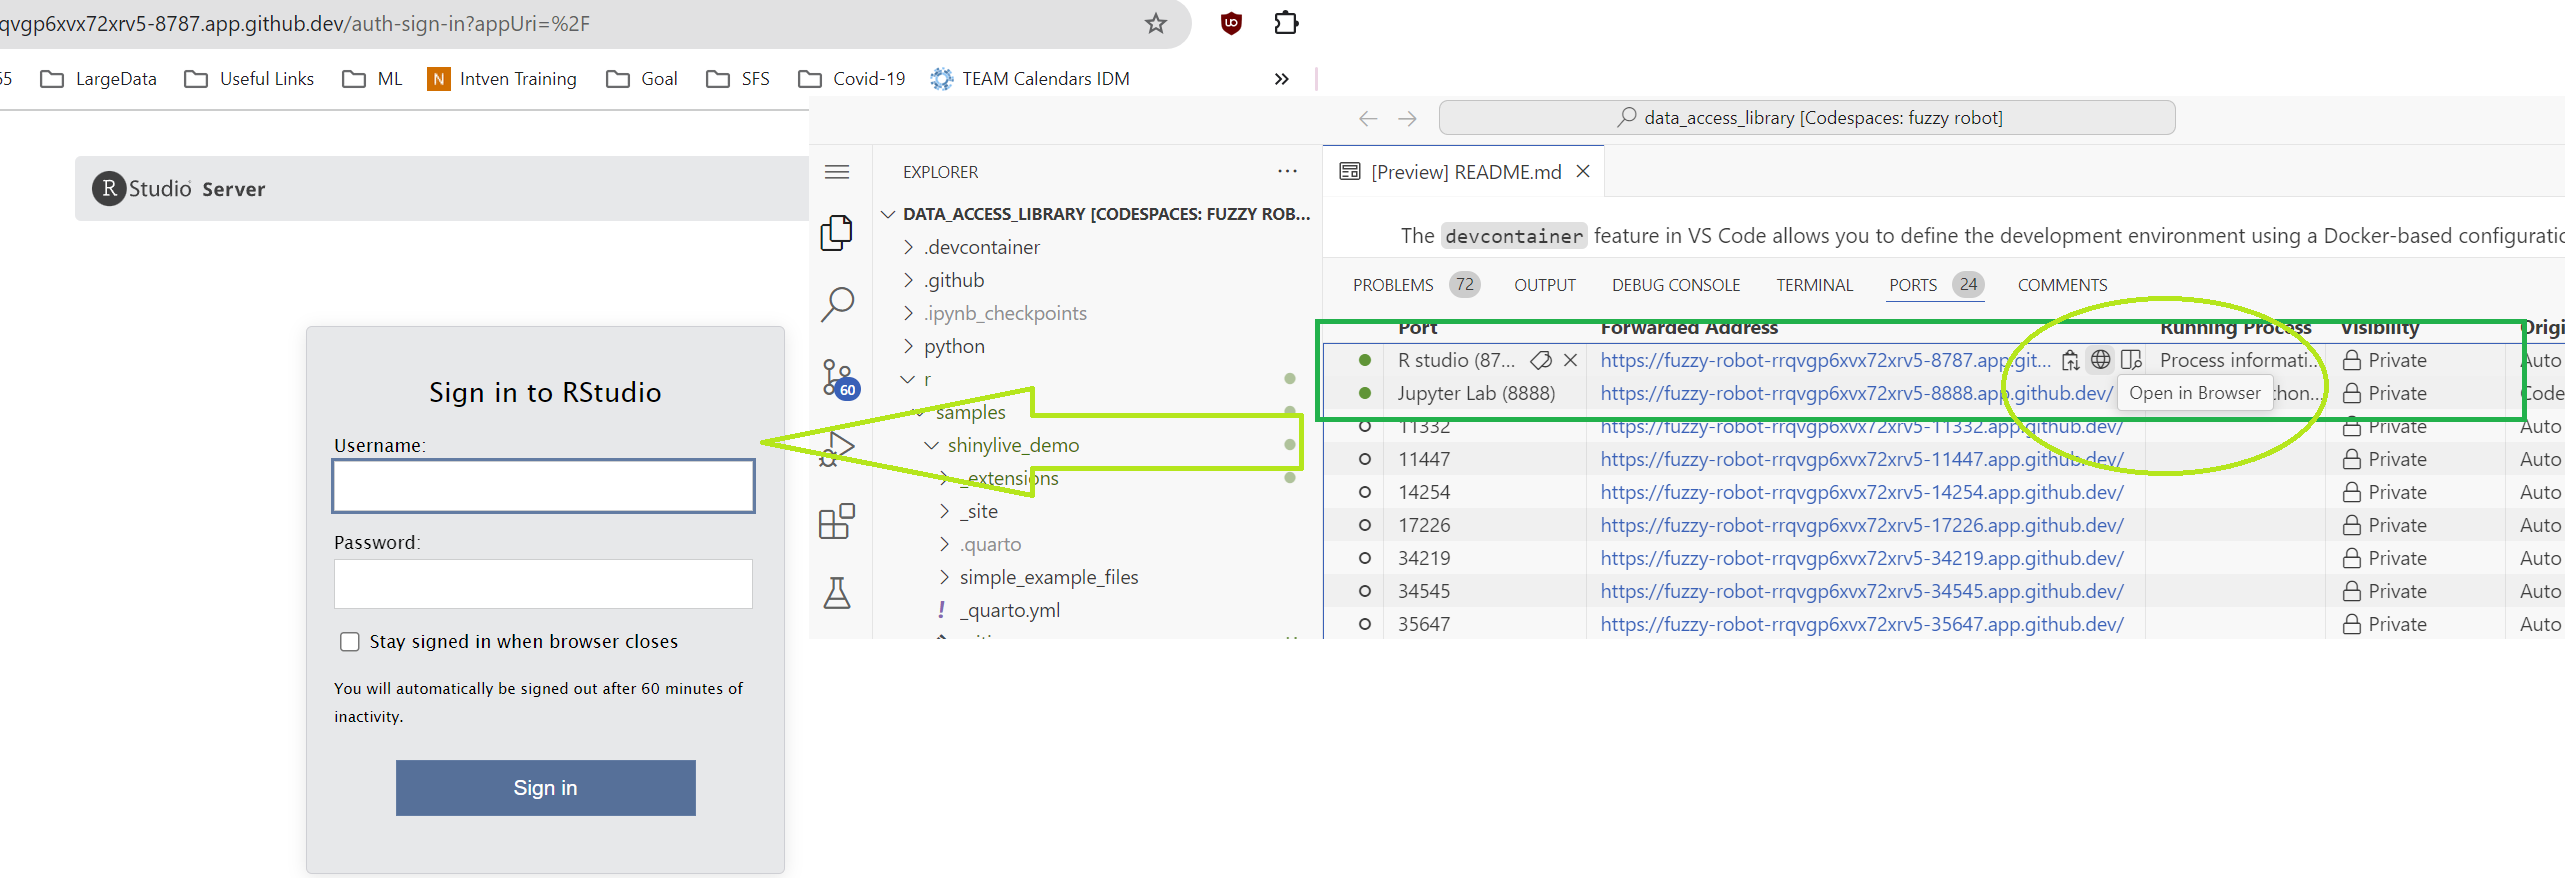 rqvgp6xvx72xrv5-8787.app.github.dev/auth-sign-in?appUri=%2F
LargeData
Useful Links
ML
N Intven Training
Goal
SFS
Covid-19
TEAM Calendars IDM
»
R Studio Server
Sign in to RStudio
Username:
Password:
Stay signed in when browser closes
You will automatically be signed out after 60 minutes of
inactivity.
Sign in
data_access_library [Codespaces: fuzzy robot]
EXPLORER
...
DATA_ACCESS_LIBRARY [CODESPACES: FUZZY ROB...
.devcontainer
.github
.ipynb_checkpoints
python
r
samples
shinylive_demo
_extensions
_site
.quarto
simple_example_files
! _quarto.yml
60
[Preview] README.md
The devcontainer feature in VS Code allows you to define the development environment using a Docker-based
PROBLEMS 72 OUTPUT DEBUG CONSOLE TERMINAL PORTS 24 COMMENTS
Port Forwarded Address Running Process Visibility
R studio (87... https://fuzzy-robot-rrqvgp6xvx72xrv5-8787.app.git... Process informati... Private Auto
Jupyter Lab (8888) https://fuzzy-robot-rrqvgp6xvx72xrv5-8888.app.github.dev/ Private Code
Open in Browser
11332 https://fuzzy-robot-rrqvgp6xvx72xrv5-11332.app.github.dev/ Private Auto
11447 https://fuzzy-robot-rrqvgp6xvx72xrv5-11447.app.github.dev/ Private Auto
14254 https://fuzzy-robot-rrqvgp6xvx72xrv5-14254.app.github.dev/ Private Auto
17226 https://fuzzy-robot-rrqvgp6xvx72xrv5-17226.app.github.dev/ Private Auto
34219 https://fuzzy-robot-rrqvgp6xvx72xrv5-34219.app.github.dev/ Private Auto
34545 https://fuzzy-robot-rrqvgp6xvx72xrv5-34545.app.github.dev/ Private Auto
35647 https://fuzzy-robot-rrqvgp6xvx72xrv5-35647.app.github.dev/ Private Auto